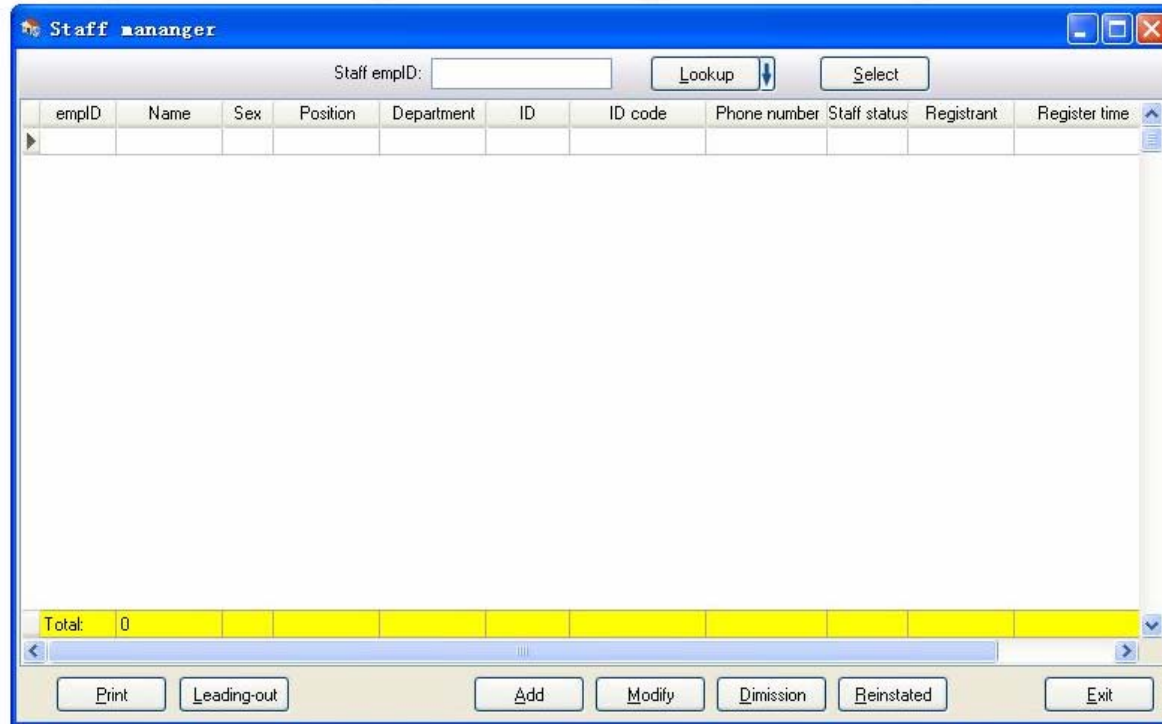 Staff mananger
Staff empID: Lookup Select
empID Name Sex Position Department ID ID code Phone number Staff status Registrant Register time
Total: 0
Print Leading-out Add Modify Dimission Reinstated Exit